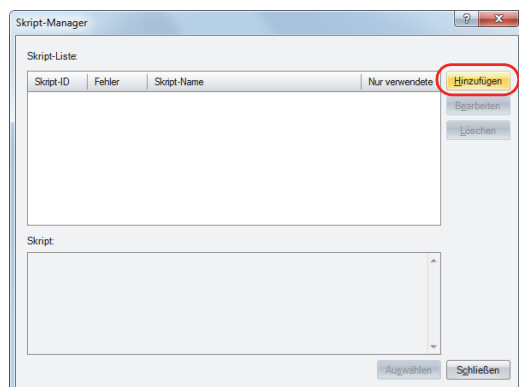 Skript-Manager
Skript-Liste:
Skript-ID Fehler Skript-Name Nur verwendete
Hinzufügen
Bearbeiten
Löschen
Skript:
Auswählen Schließen